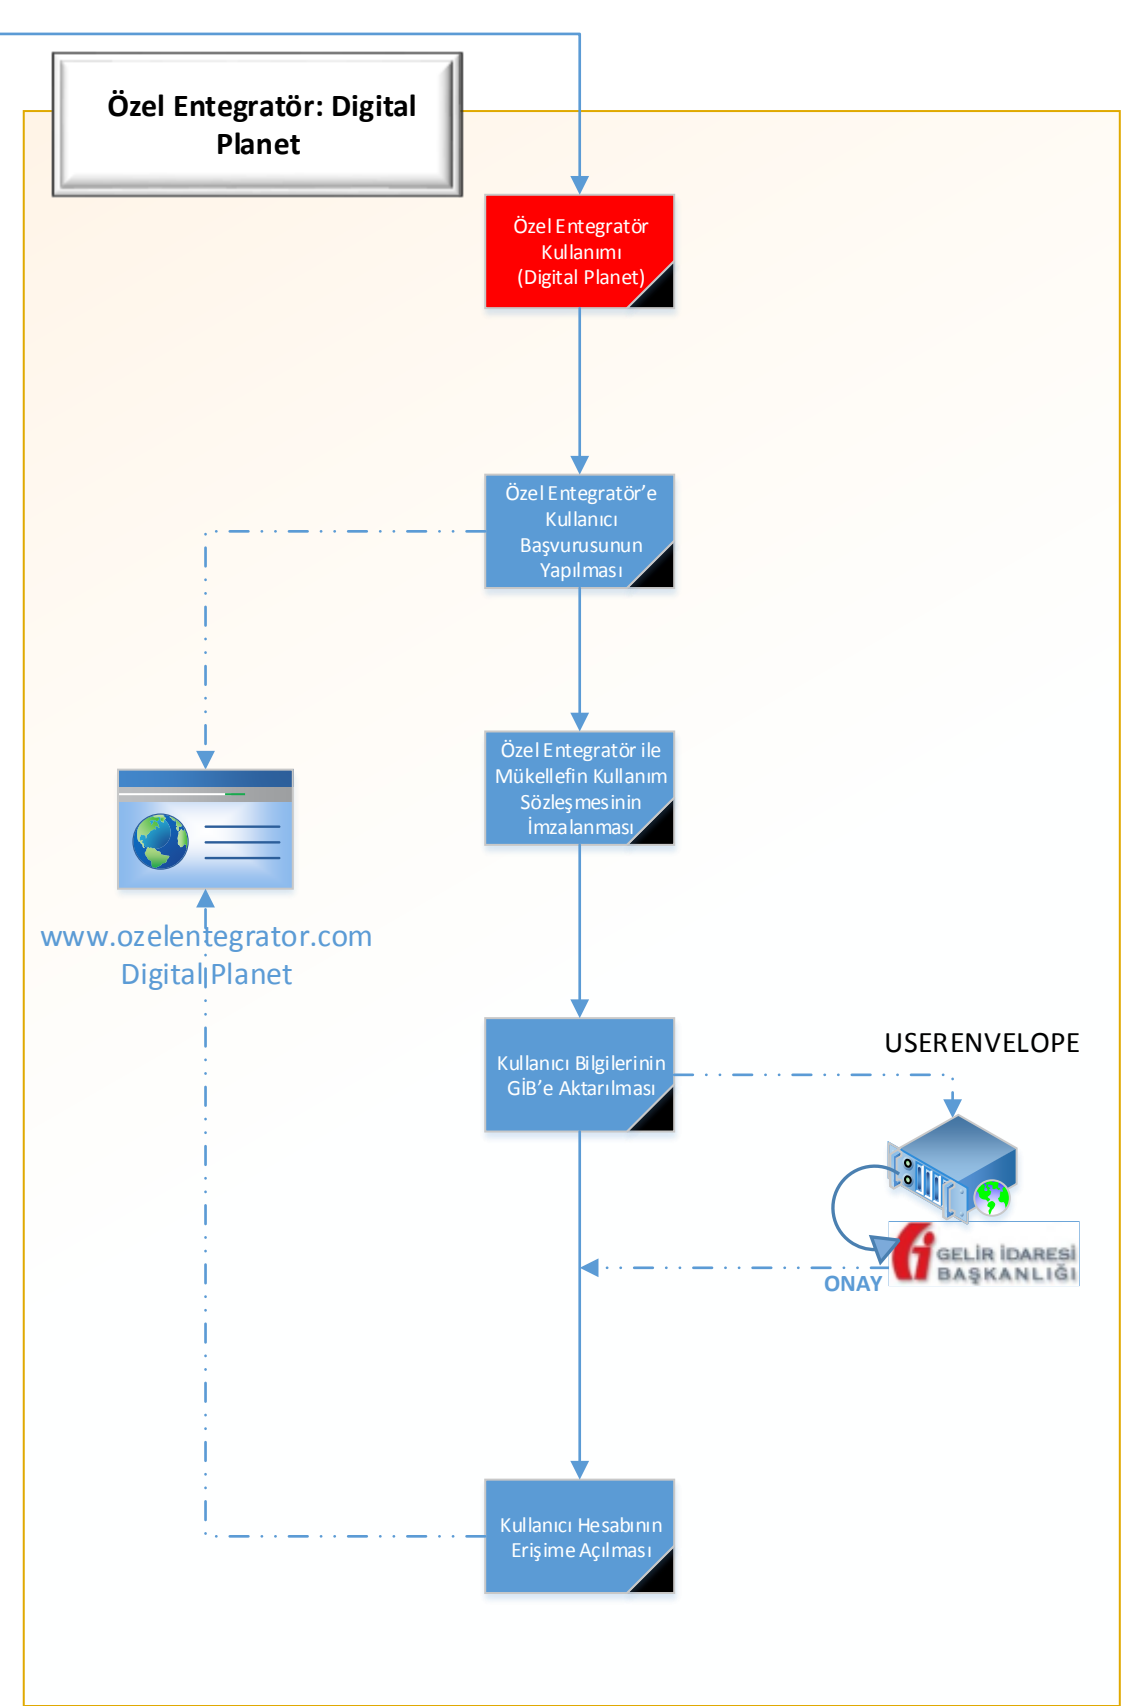 Özel Entegratör: Digital
Planet
Özel Entegratör
Kullanımı
(Digital Planet)
Özel Entegratör’e
Kullanıcı
Başvurusunun
Yapılması
Özel Entegratör ile
Mükellefin Kullanım
Sözleşmesinin
İmzalanması
www.ozelentegrator.com
Digital Planet
Kullanıcı Bilgilerinin
GİB’e Aktarılması
USERENVELOPE
GELİR İDARESİ
BAŞKANLIĞI
ONAY
Kullanıcı Hesabının
Erişime Açılması